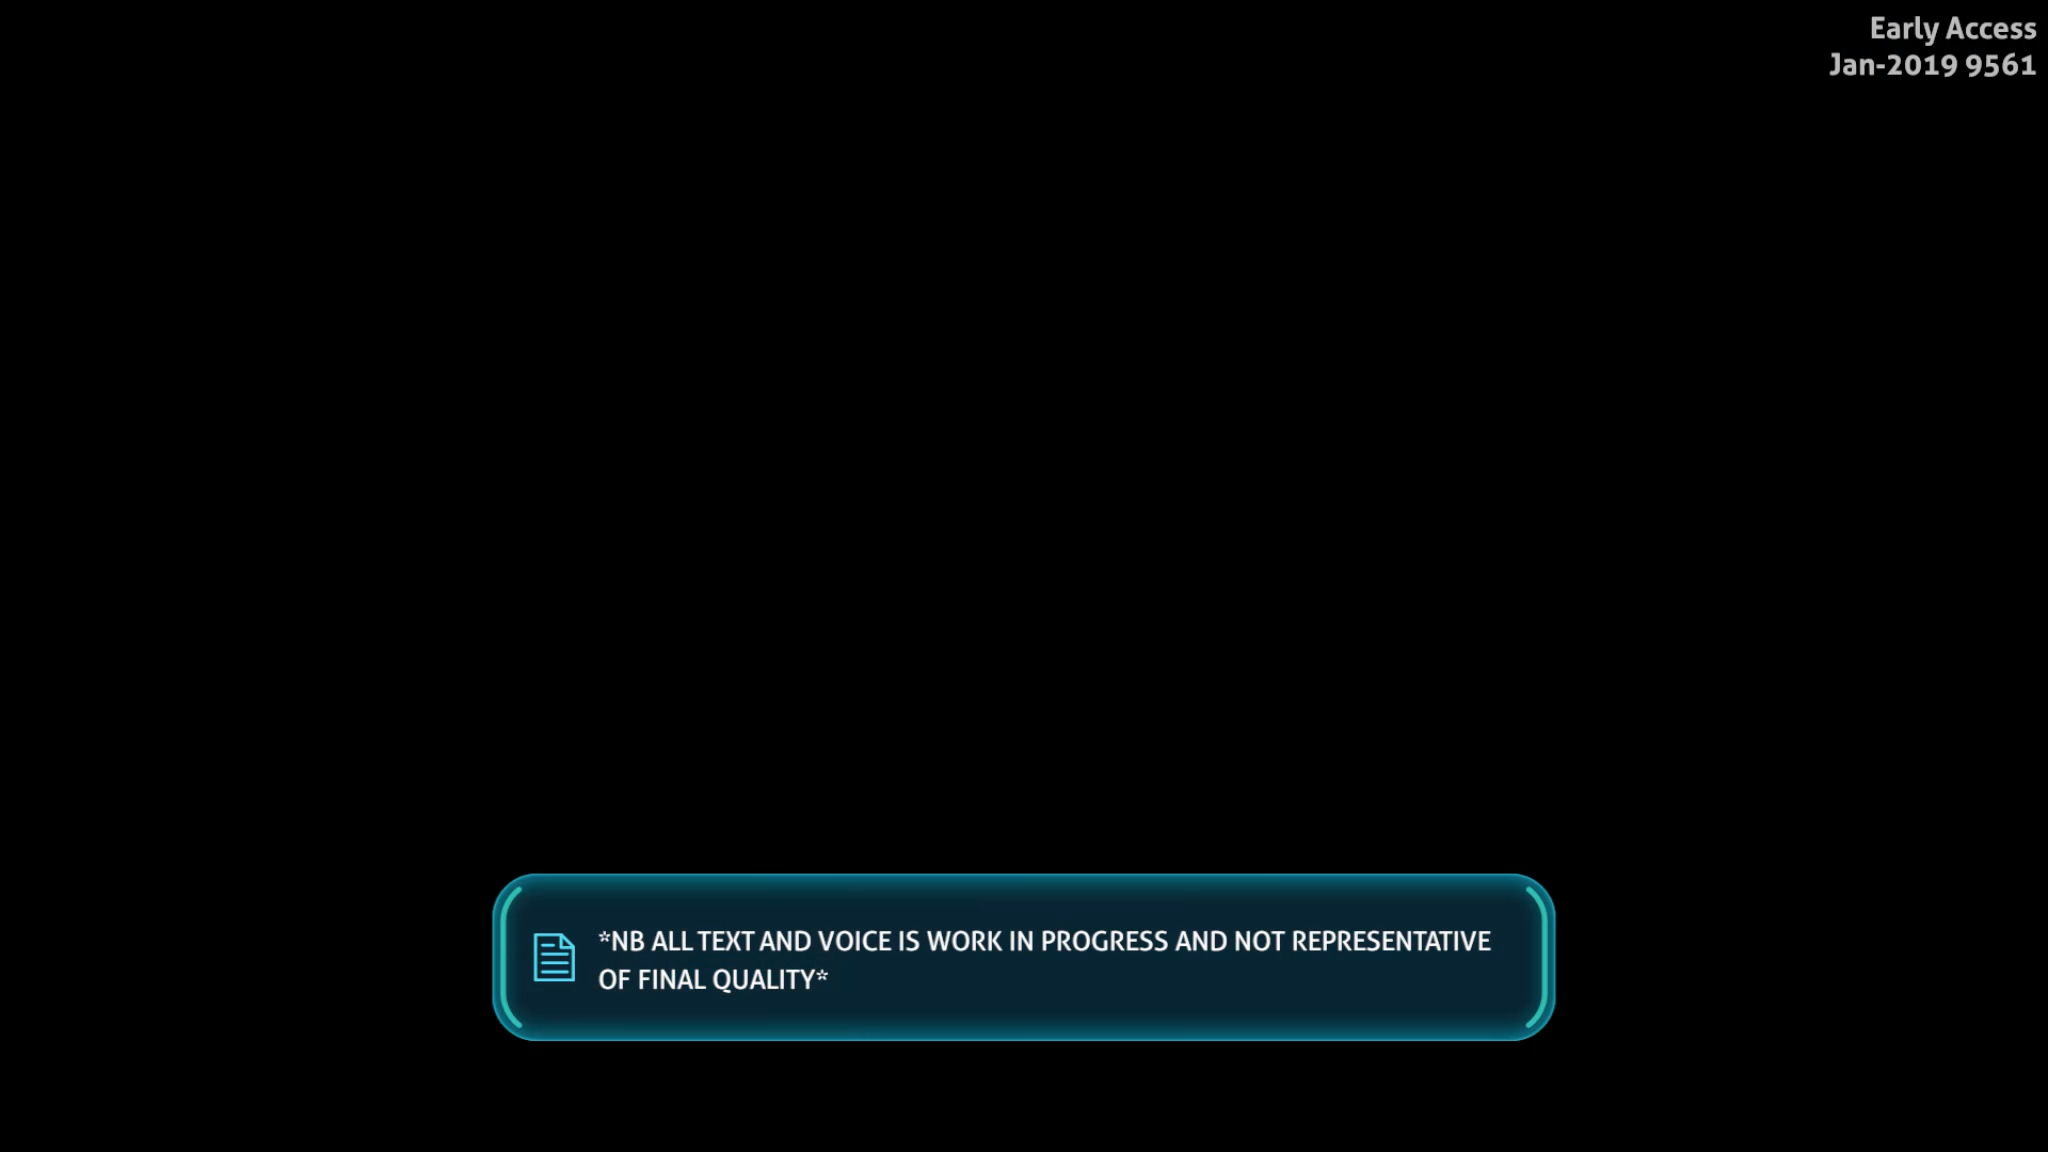 Early Access
Jan-2019 9561
*NB ALL TEXT AND VOICE IS WORK IN PROGRESS AND NOT REPRESENTATIVE
OF FINAL QUALITY*